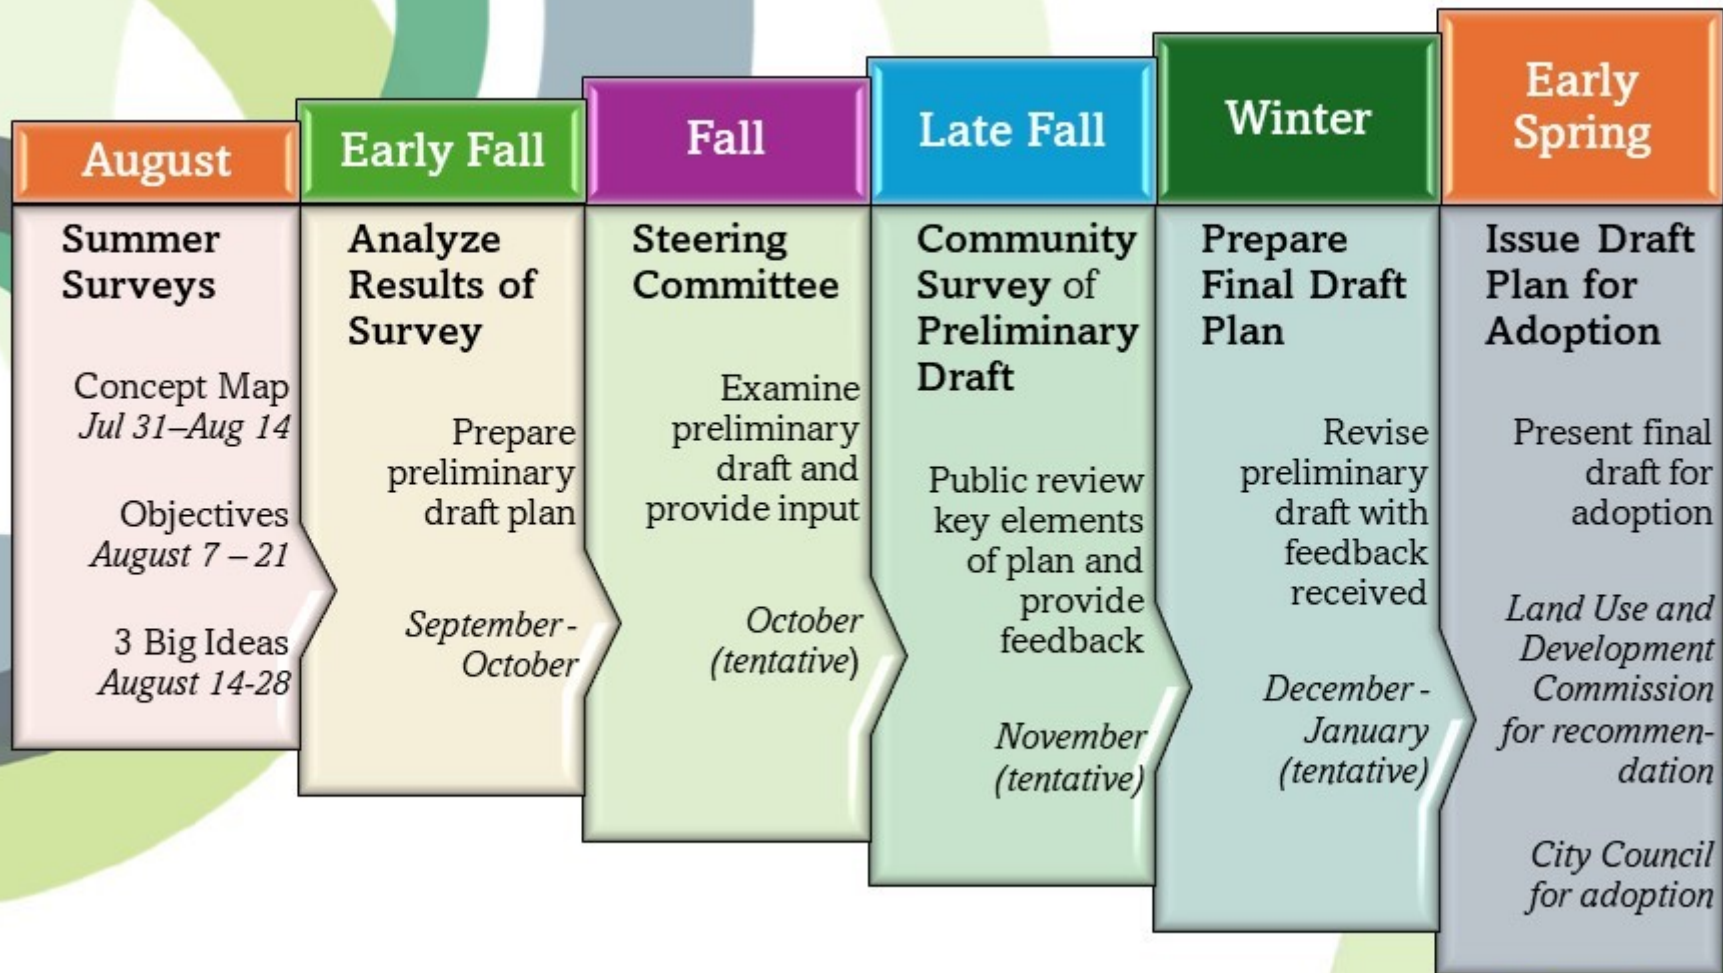 August
Summer
Surveys
Concept Map
Jul 31–Aug 14
Objectives
August 7 – 21
3 Big Ideas
August 14-28
Early Fall
Analyze
Results of
Survey
Prepare
preliminary
draft plan
September-
October
Fall
Steering
Committee
Examine
preliminary
draft and
provide input
October
(tentative)
Late Fall
Community
Survey of
Preliminary
Draft
Public review
key elements
of plan and
provide
feedback
November
(tentative)
Winter
Prepare
Final Draft
Plan
Revise
preliminary
draft with
feedback
received
December -
January
(tentative)
Early
Spring
Issue Draft
Plan for
Adoption
Present final
draft for
adoption
Land Use and
Development
Commission
for recommen-
dation
City Council
for adoption